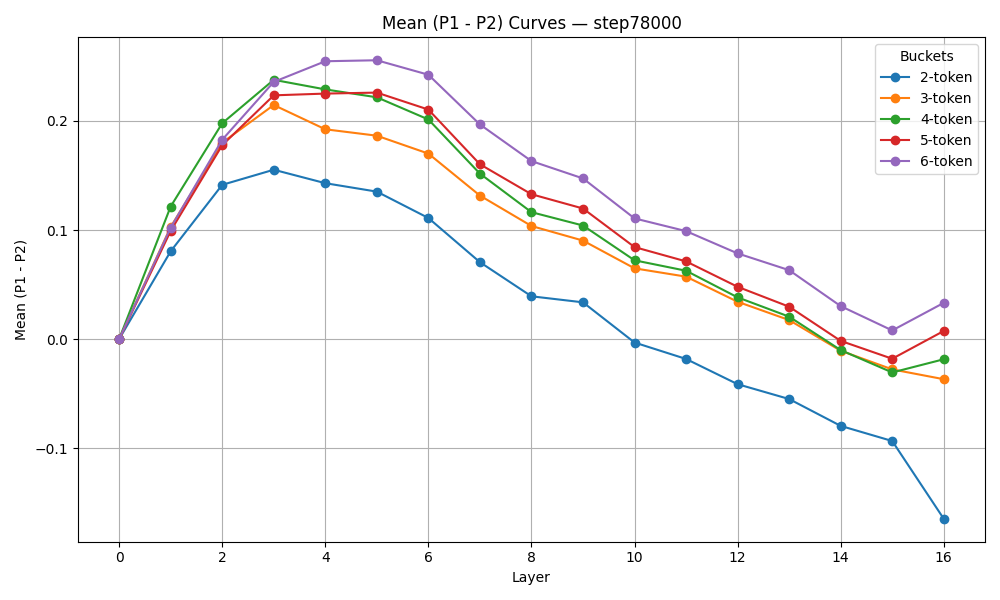 Mean (P1 - P2) Curves — step78000
Mean (P1 - P2)
0.2
0.1
0.0
−0.1
0 2 4 6 8 10 12 14 16
Layer
Buckets
2-token
3-token
4-token
5-token
6-token